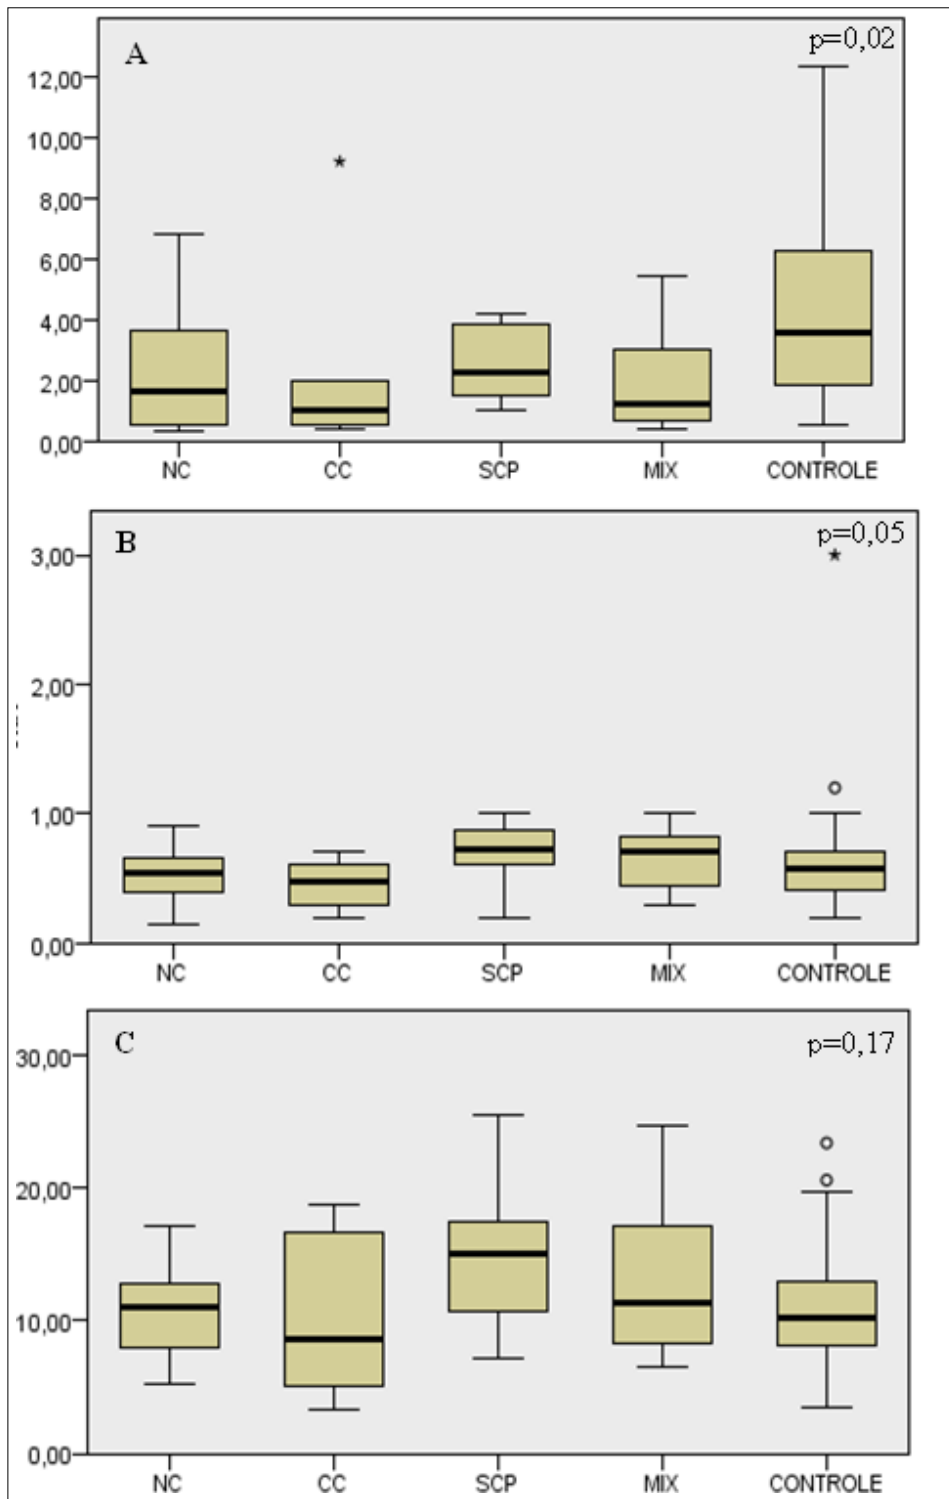 A
p=0,02
12,00
10,00
8,00
6,00
4,00
2,00
0,00
NC CC SCP MIX CONTROLE
B
p=0,05
3,00
2,00
1,00
0,00
NC CC SCP MIX CONTROLE
C
p=0,17
30,00
20,00
10,00
0,00
NC CC SCP MIX CONTROLE